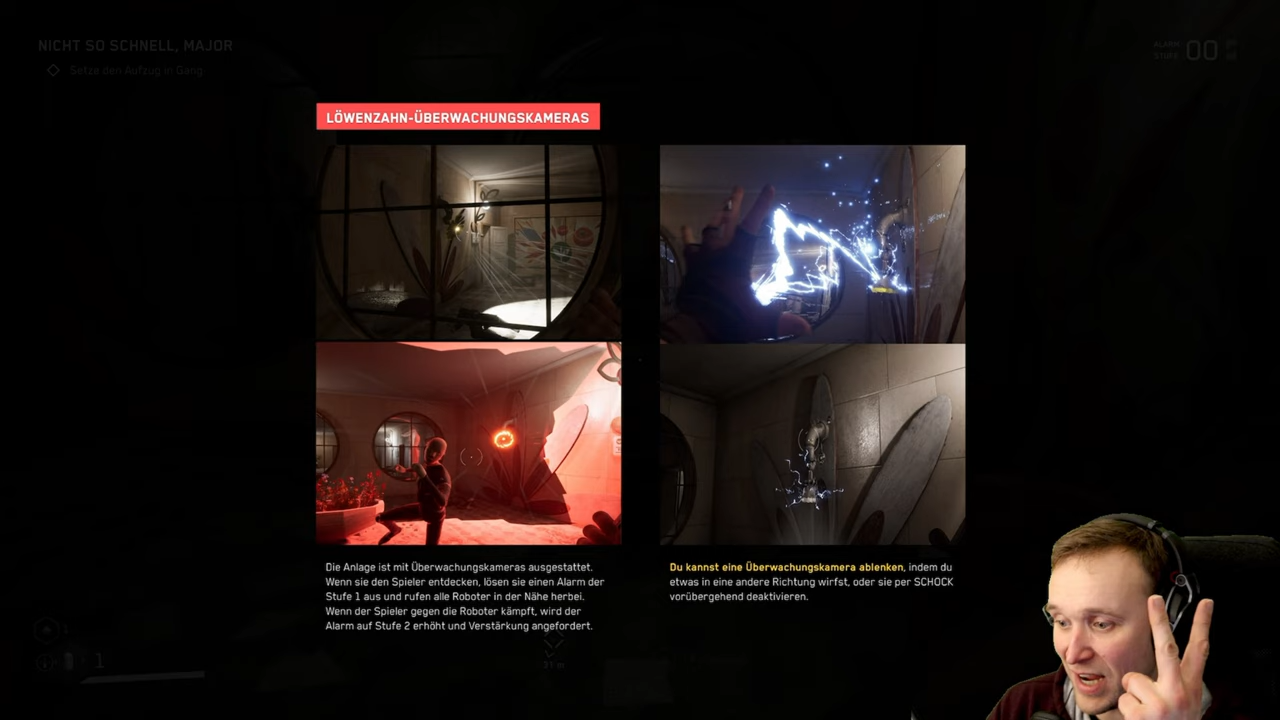 NICHT SO SCHNELL, MAJOR
Setze den Aufzug in Gang
ALARM
STUFE 00
LÖWENZAHN-ÜBERWACHUNGSKAMERAS
Die Anlage ist mit Überwachungskameras ausgestattet.
Wenn sie den Spieler entdecken, lösen sie einen Alarm der
Stufe 1 aus und rufen alle Roboter in der Nähe herbei.
Wenn der Spieler gegen die Roboter kämpft, wird der
Alarm auf Stufe 2 erhöht und Verstärkung angefordert.
Du kannst eine Überwachungskamera ablenken, indem du
etwas in eine andere Richtung wirfst, oder sie per SCHOCK
vorübergehend deaktivieren.
1
1
21 m